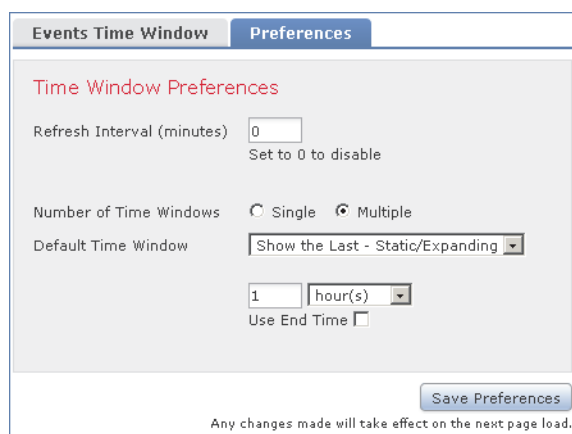 Events Time Window Preferences
Time Window Preferences
Refresh Interval (minutes) 0
Set to 0 to disable
Number of Time Windows Single Multiple
Default Time Window Show the Last - Static/Expanding
1 hour(s)
Use End Time
Save Preferences
Any changes made will take effect on the next page load.